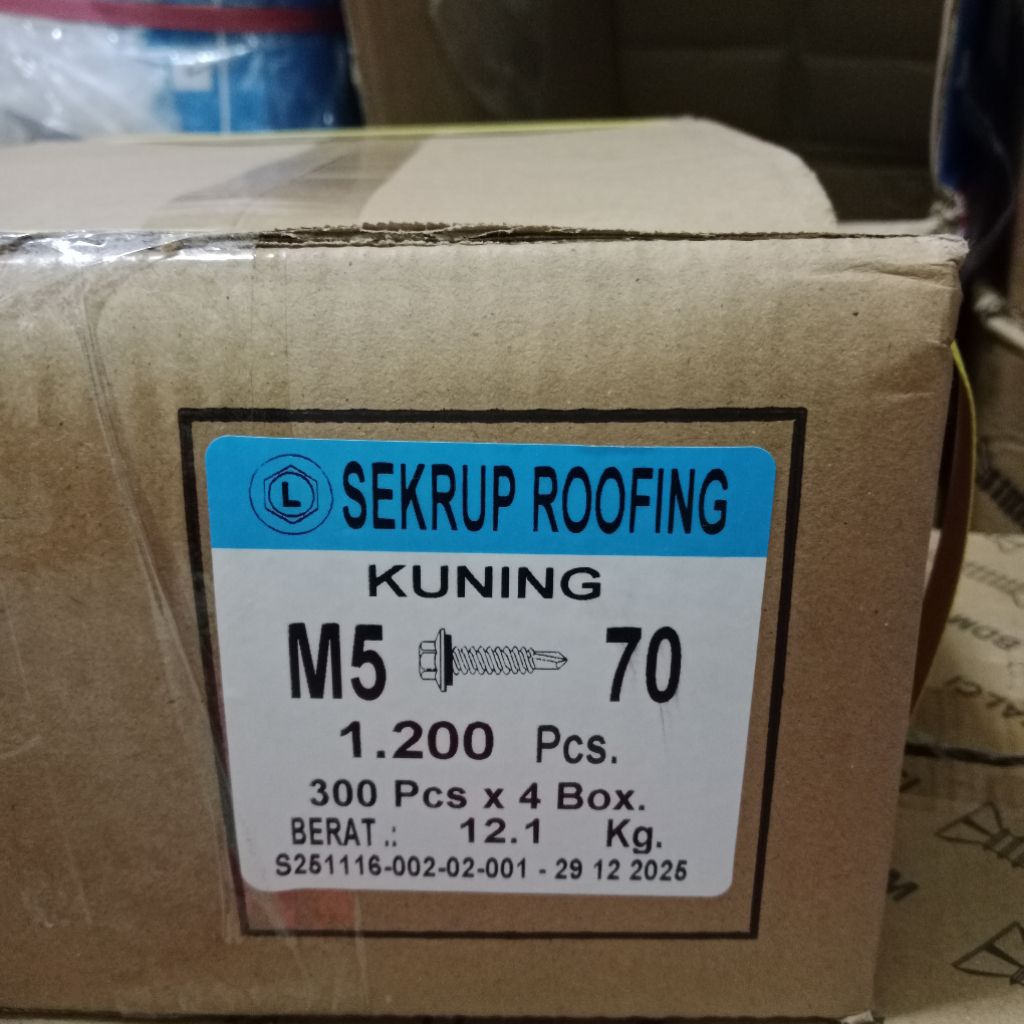 L SEKRUP ROOFING
KUNING
M5 70
1.200 Pcs.
300 Pcs x 4 Box.
BERAT .: 12.1 Kg.
S251116-002-02-001 - 29 12 2025
BDM